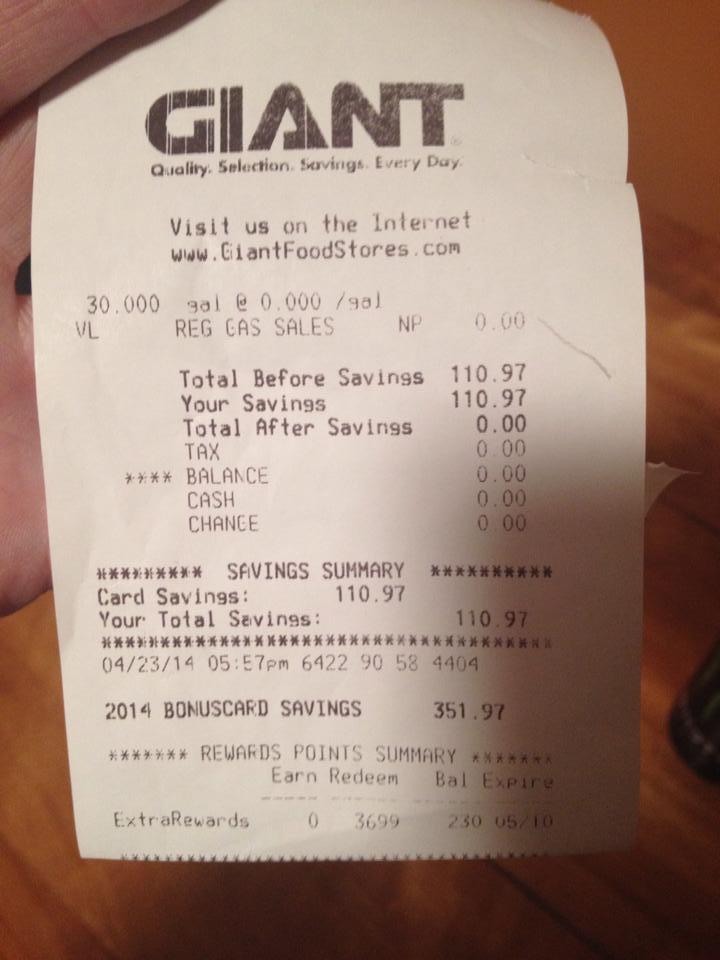 GIANT
Quality. Selection. Savings. Every Day.
Visit us on the Internet
www.GiantFoodStores.com
30.000 gal @ 0.000 /gal
VL REG GAS SALES NP 0.00
Total Before Savings 110.97
Your Savings 110.97
Total After Savings 0.00
TAX 0.00
**** BALANCE 0.00
CASH 0.00
CHANGE 0.00
********* SAVINGS SUMMARY **********
Card Savings: 110.97
Your Total Savings: 110.97
***************************************
04/23/14 05:57pm 6422 90 58 4404
2014 BONUSCARD SAVINGS 351.97
******* REWARDS POINTS SUMMARY *******
Earn Redeem Bal Expire
ExtraRewards 0 3699 230 05/10